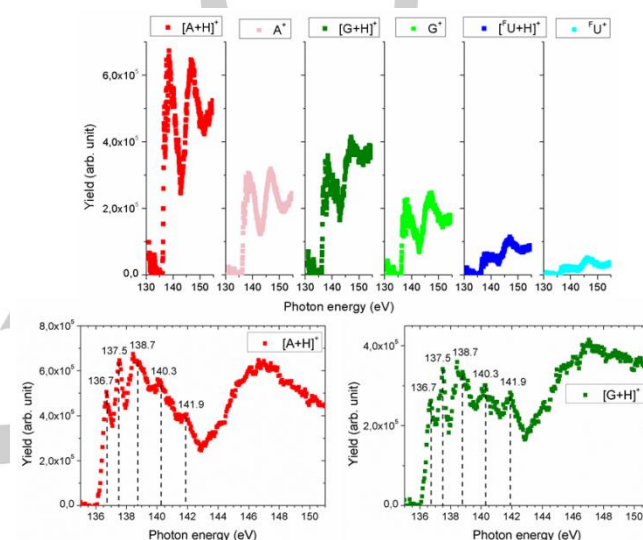 [A+H]⁺ A⁺ [G+H]⁺ G⁺ [ᶠU+H]⁺ ᶠU⁺
6,0x10⁵
4,0x10⁵
2,0x10⁵
0,0
Yield (arb. unit)
130 140 150 130 140 150 130 140 150 130 140 150 130 140 150 130 140 150
Photon energy (eV)
8,0x10⁵
6,0x10⁵
4,0x10⁵
2,0x10⁵
0,0
Yield (arb. unit)
136.7
137.5
138.7
140.3
141.9
[A+H]⁺
136 138 140 142 144 146 148 150
Photon energy (eV)
4,0x10⁵
2,0x10⁵
0,0
Yield (arb. unit)
136.7
137.5
138.7
140.3
141.9
[G+H]⁺
136 138 140 142 144 146 148 150
Photon energy (eV)